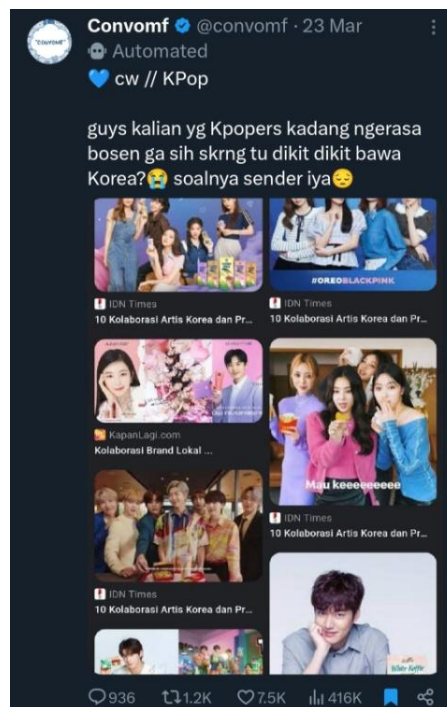 "CONVOMF"
Convomf @convomf · 23 Mar
Automated
💙 cw // KPop
guys kalian yg Kpopers kadang ngerasa
bosen ga sih skrng tu dikit dikit bawa
Korea?😭 soalnya sender iya😔
#OREOBLACKPINK
IDN Times
10 Kolaborasi Artis Korea dan Pr...
IDN Times
10 Kolaborasi Artis Korea dan Pr...
KapanLagi.com
Kolaborasi Brand Lokal ...
Mau keeeeeeeee
IDN Times
10 Kolaborasi Artis Korea dan Pr...
IDN Times
10 Kolaborasi Artis Korea dan Pr...
White Koffie
936 1.2K 7.5K 416K